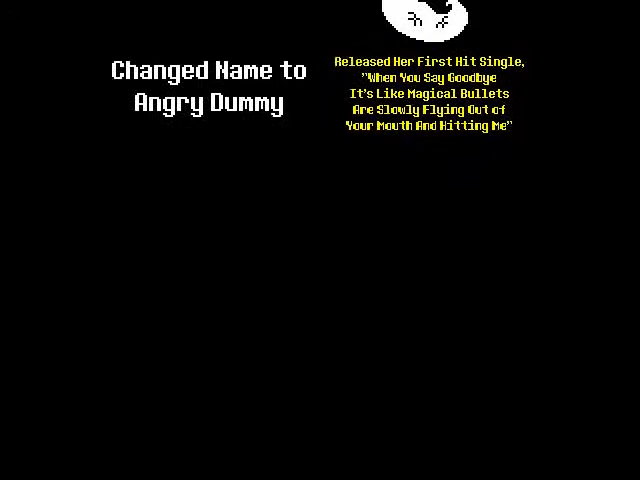 Changed Name to
Angry Dummy
Released Her First Hit Single,
"When You Say Goodbye
It's Like Magical Bullets
Are Slowly Flying Out of
Your Mouth And Hitting Me"